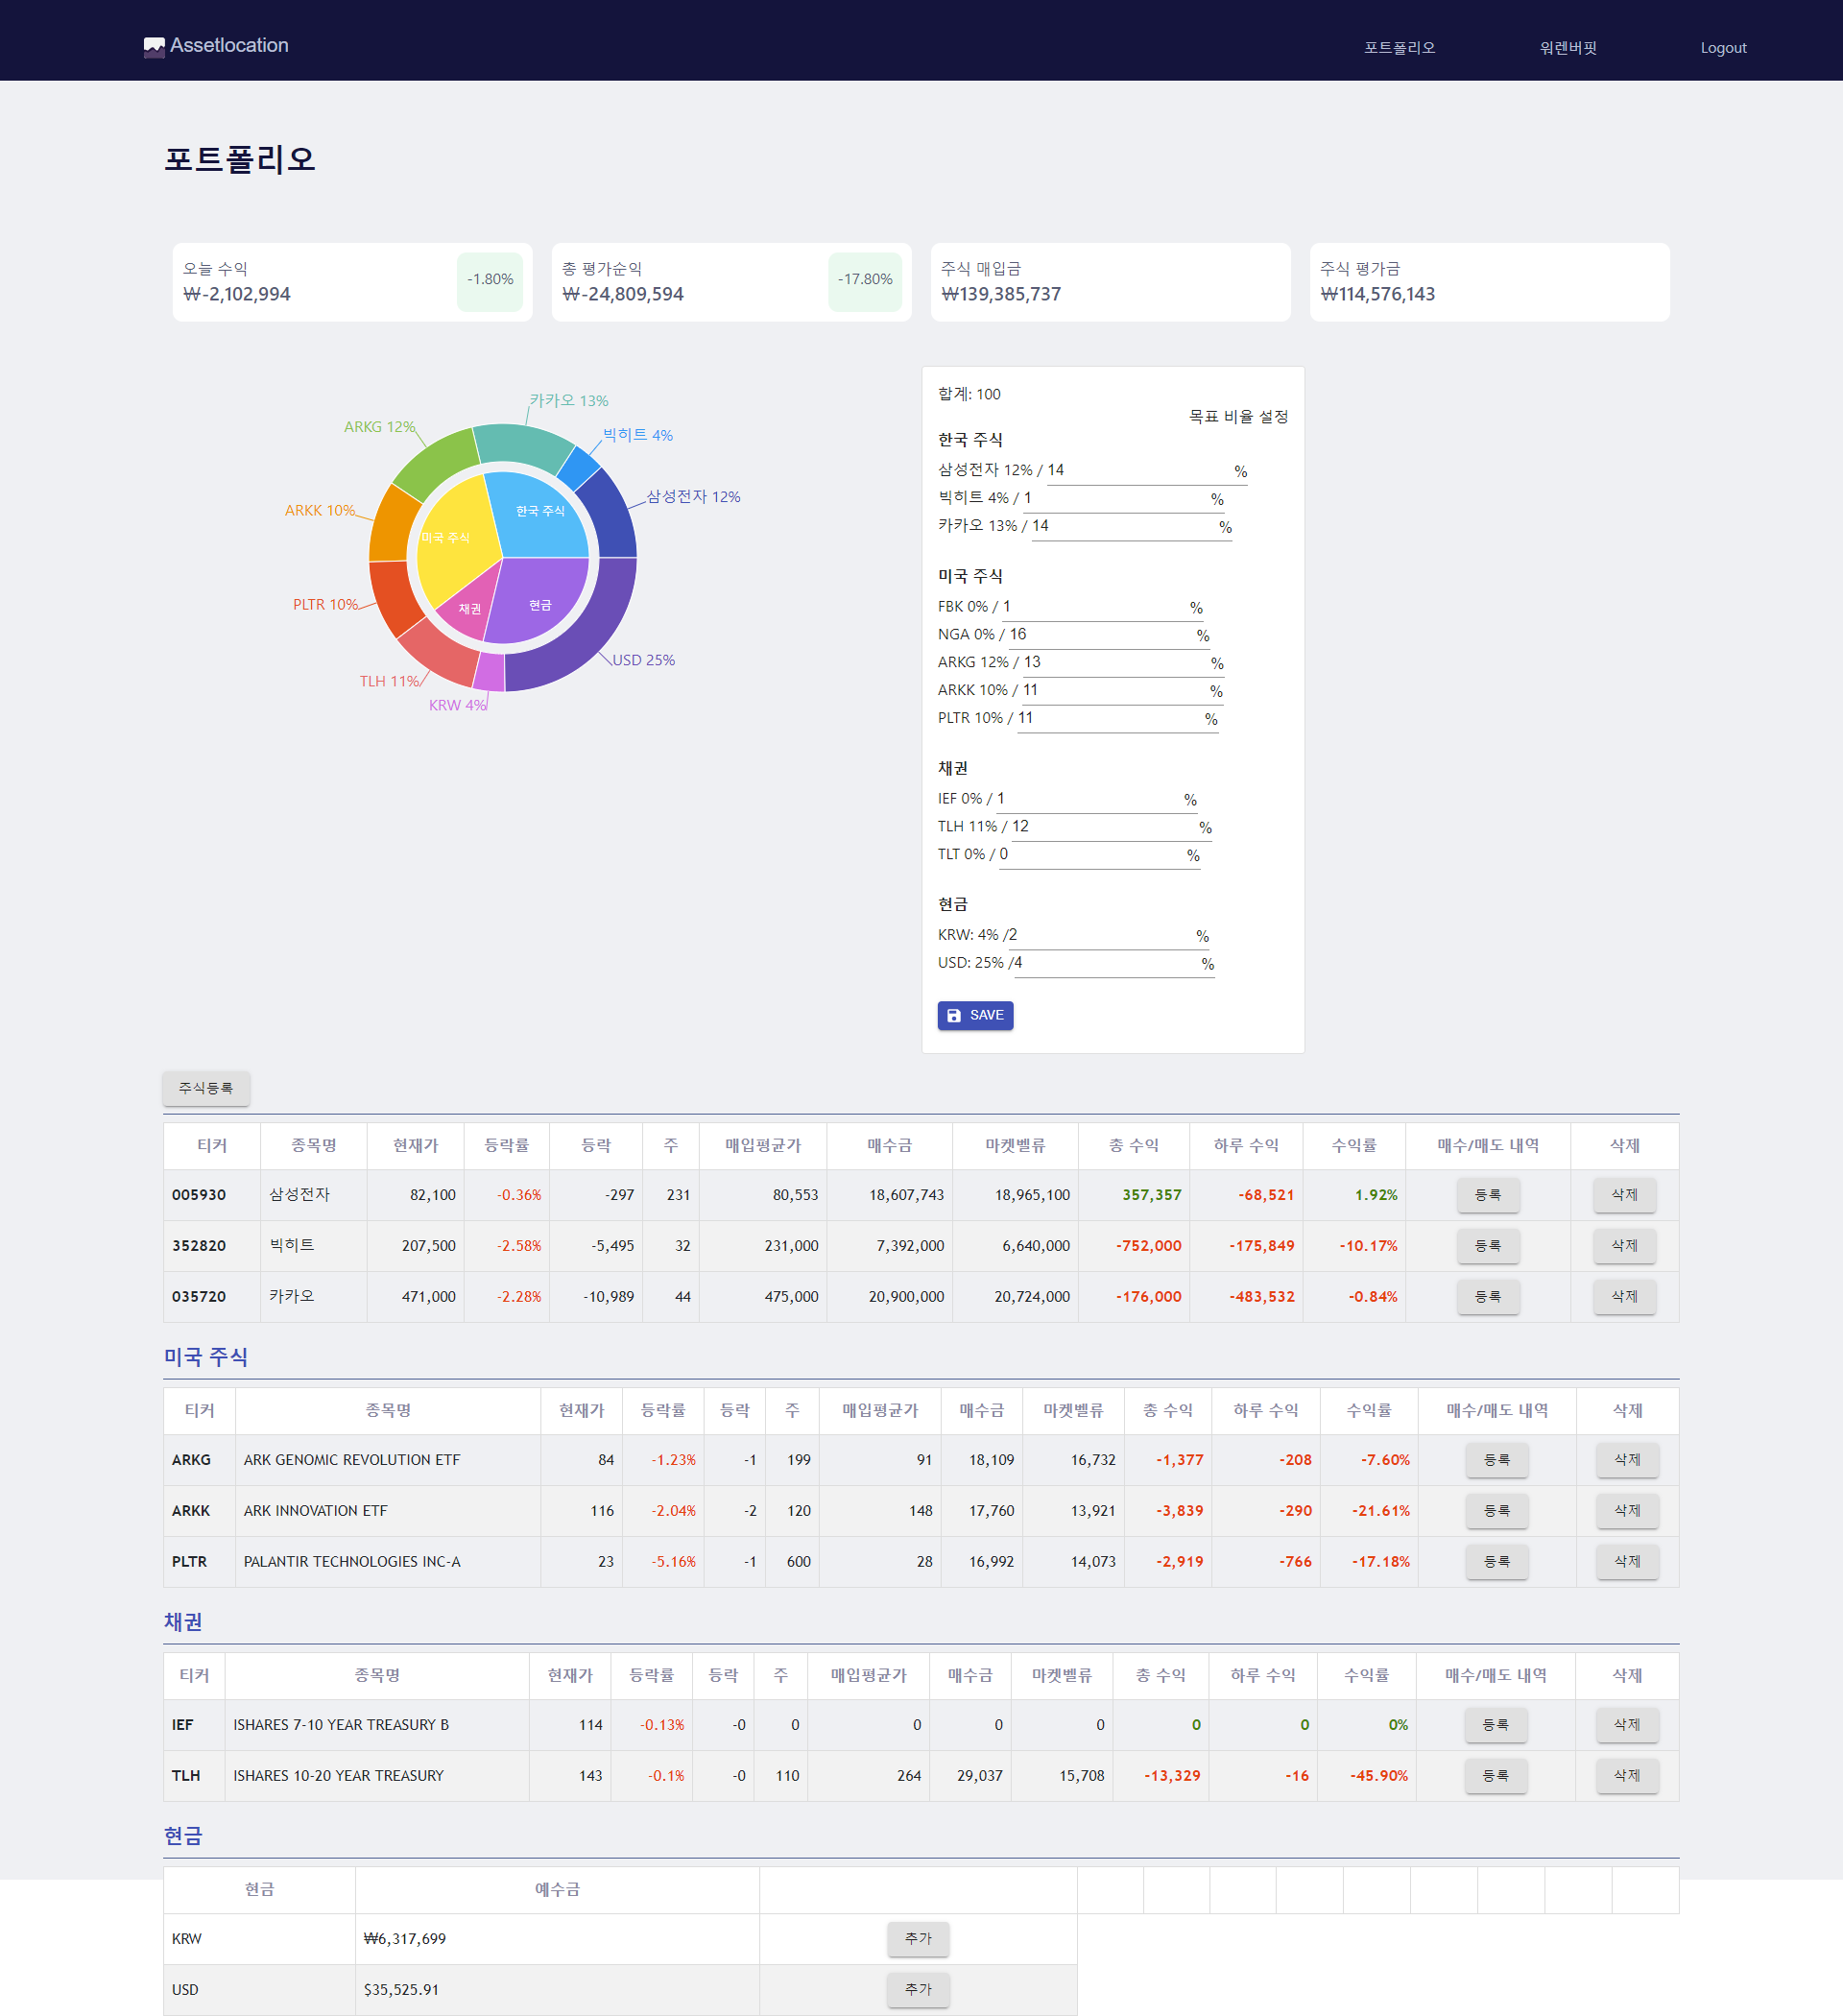 Assetlocation
포트폴리오 워렌버핏 Logout
포트폴리오
오늘 수익
₩-2,102,994
-1.80%
총 평가순익
₩-24,809,594
-17.80%
주식 매입금
₩139,385,737
주식 평가금
₩114,576,143
카카오 13%
ARKG 12%
빅히트 4%
삼성전자 12%
ARKK 10%
한국 주식
미국 주식
PLTR 10%
채권
현금
USD 25%
TLH 11%
KRW 4%
합계: 100
목표 비율 설정
한국 주식
삼성전자 12% / 14 %
빅히트 4% / 1 %
카카오 13% / 14 %
미국 주식
FBK 0% / 1 %
NGA 0% / 16 %
ARKG 12% / 13 %
ARKK 10% / 11 %
PLTR 10% / 11 %
채권
IEF 0% / 1 %
TLH 11% / 12 %
TLT 0% / 0 %
현금
KRW: 4% /2 %
USD: 25% /4 %
SAVE
주식등록
티커 종목명 현재가 등락률 등락 주 매입평균가 매수금 마켓벨류 총 수익 하루 수익 수익률 매수/매도 내역 삭제
005930 삼성전자 82,100 -0.36% -297 231 80,553 18,607,743 18,965,100 357,357 -68,521 1.92% 등록 삭제
352820 빅히트 207,500 -2.58% -5,495 32 231,000 7,392,000 6,640,000 -752,000 -175,849 -10.17% 등록 삭제
035720 카카오 471,000 -2.28% -10,989 44 475,000 20,900,000 20,724,000 -176,000 -483,532 -0.84% 등록 삭제
미국 주식
티커 종목명 현재가 등락률 등락 주 매입평균가 매수금 마켓벨류 총 수익 하루 수익 수익률 매수/매도 내역 삭제
ARKG ARK GENOMIC REVOLUTION ETF 84 -1.23% -1 199 91 18,109 16,732 -1,377 -208 -7.60% 등록 삭제
ARKK ARK INNOVATION ETF 116 -2.04% -2 120 148 17,760 13,921 -3,839 -290 -21.61% 등록 삭제
PLTR PALANTIR TECHNOLOGIES INC-A 23 -5.16% -1 600 28 16,992 14,073 -2,919 -766 -17.18% 등록 삭제
채권
티커 종목명 현재가 등락률 등락 주 매입평균가 매수금 마켓벨류 총 수익 하루 수익 수익률 매수/매도 내역 삭제
IEF ISHARES 7-10 YEAR TREASURY B 114 -0.13% -0 0 0 0 0 0 0 0% 등록 삭제
TLH ISHARES 10-20 YEAR TREASURY 143 -0.1% -0 110 264 29,037 15,708 -13,329 -16 -45.90% 등록 삭제
현금
현금 예수금
KRW ₩6,317,699 추가
USD $35,525.91 추가